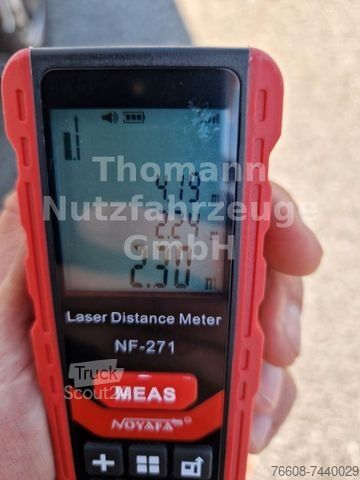 Thomann
Nutzfahrzeuge
GmbH
2.30
Laser Distance Meter
NF-271
Truck
Scout24
MEAS
NOYAFA®
76608-7440029